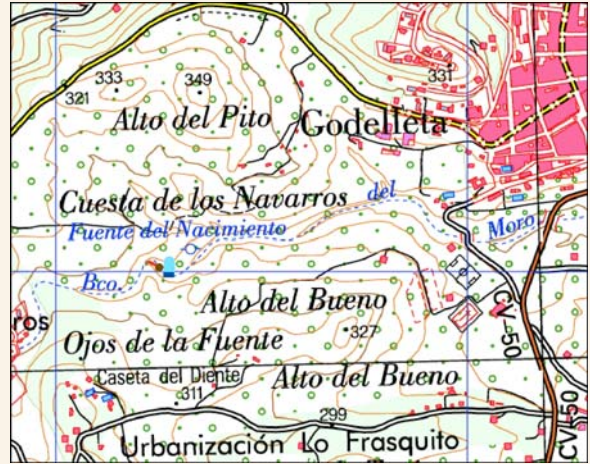 333
349
331
321
Alto del Pito
Godelleta
Cuesta de los Navarros
del
Fuente del Nacimiento
Moro
Bco.
Alto del Bueno
CV-50
ros
327
Ojos de la Fuente
Caseta del Diente
Alto del Bueno
311
299
CV-50
Urbanización Lo Frasquito